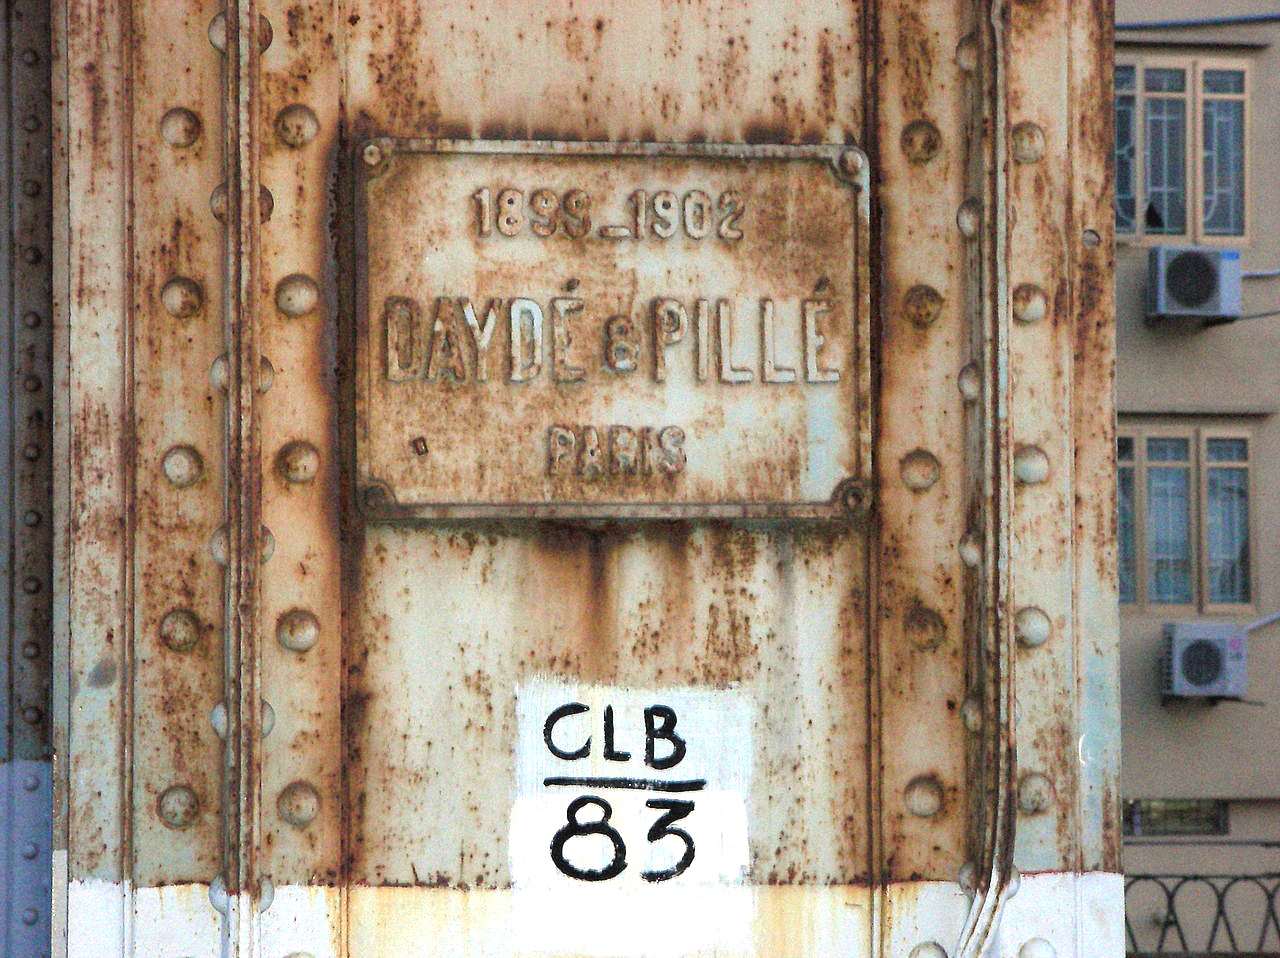 1899_1902
DAYDÉ & PILLÉ
PARIS
CLB
83